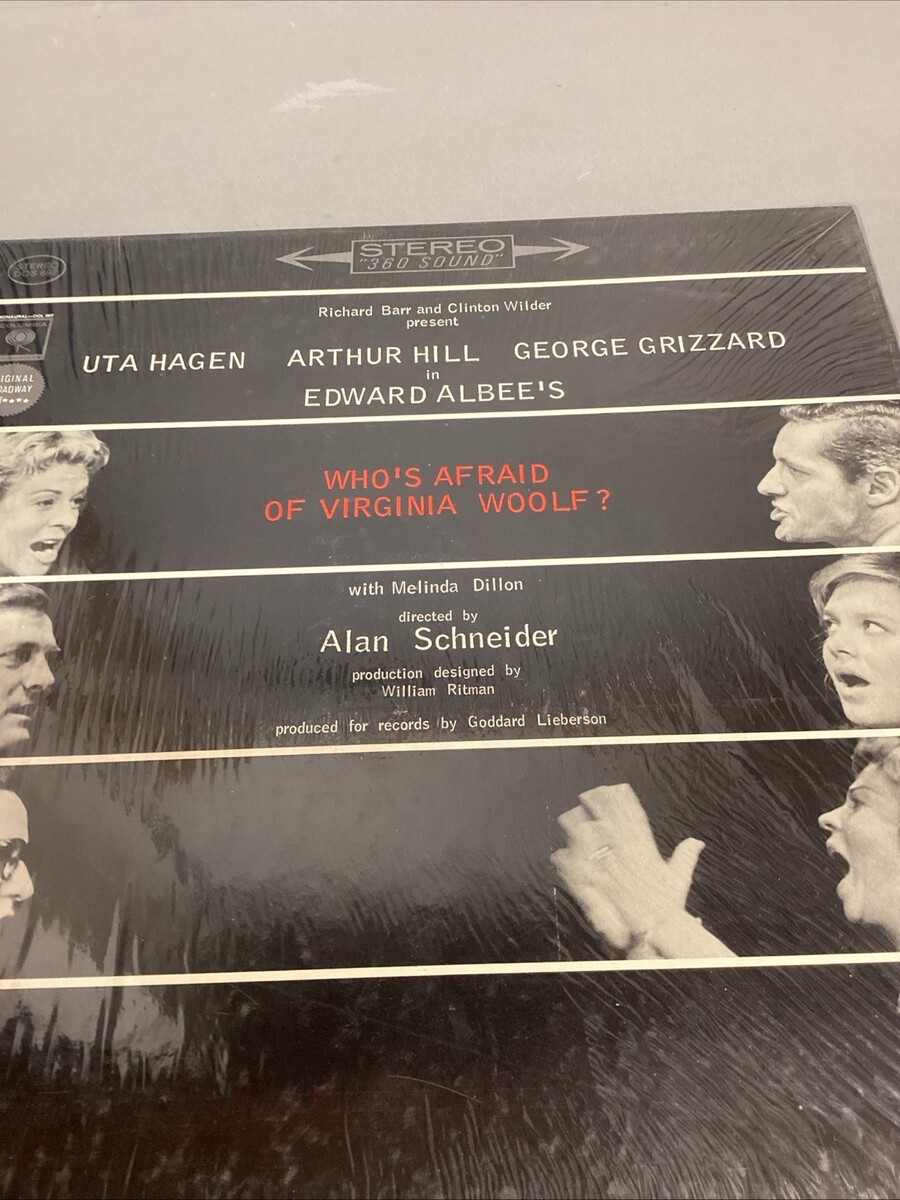 STEREO
"360 SOUND"
STEREO
Richard Barr and Clinton Wilder
present
COLUMBIA
UTA HAGEN ARTHUR HILL GEORGE GRIZZARD
in
EDWARD ALBEE'S
WHO'S AFRAID
OF VIRGINIA WOOLF?
with Melinda Dillon
directed by
Alan Schneider
production designed by
William Ritman
produced for records by Goddard Lieberson